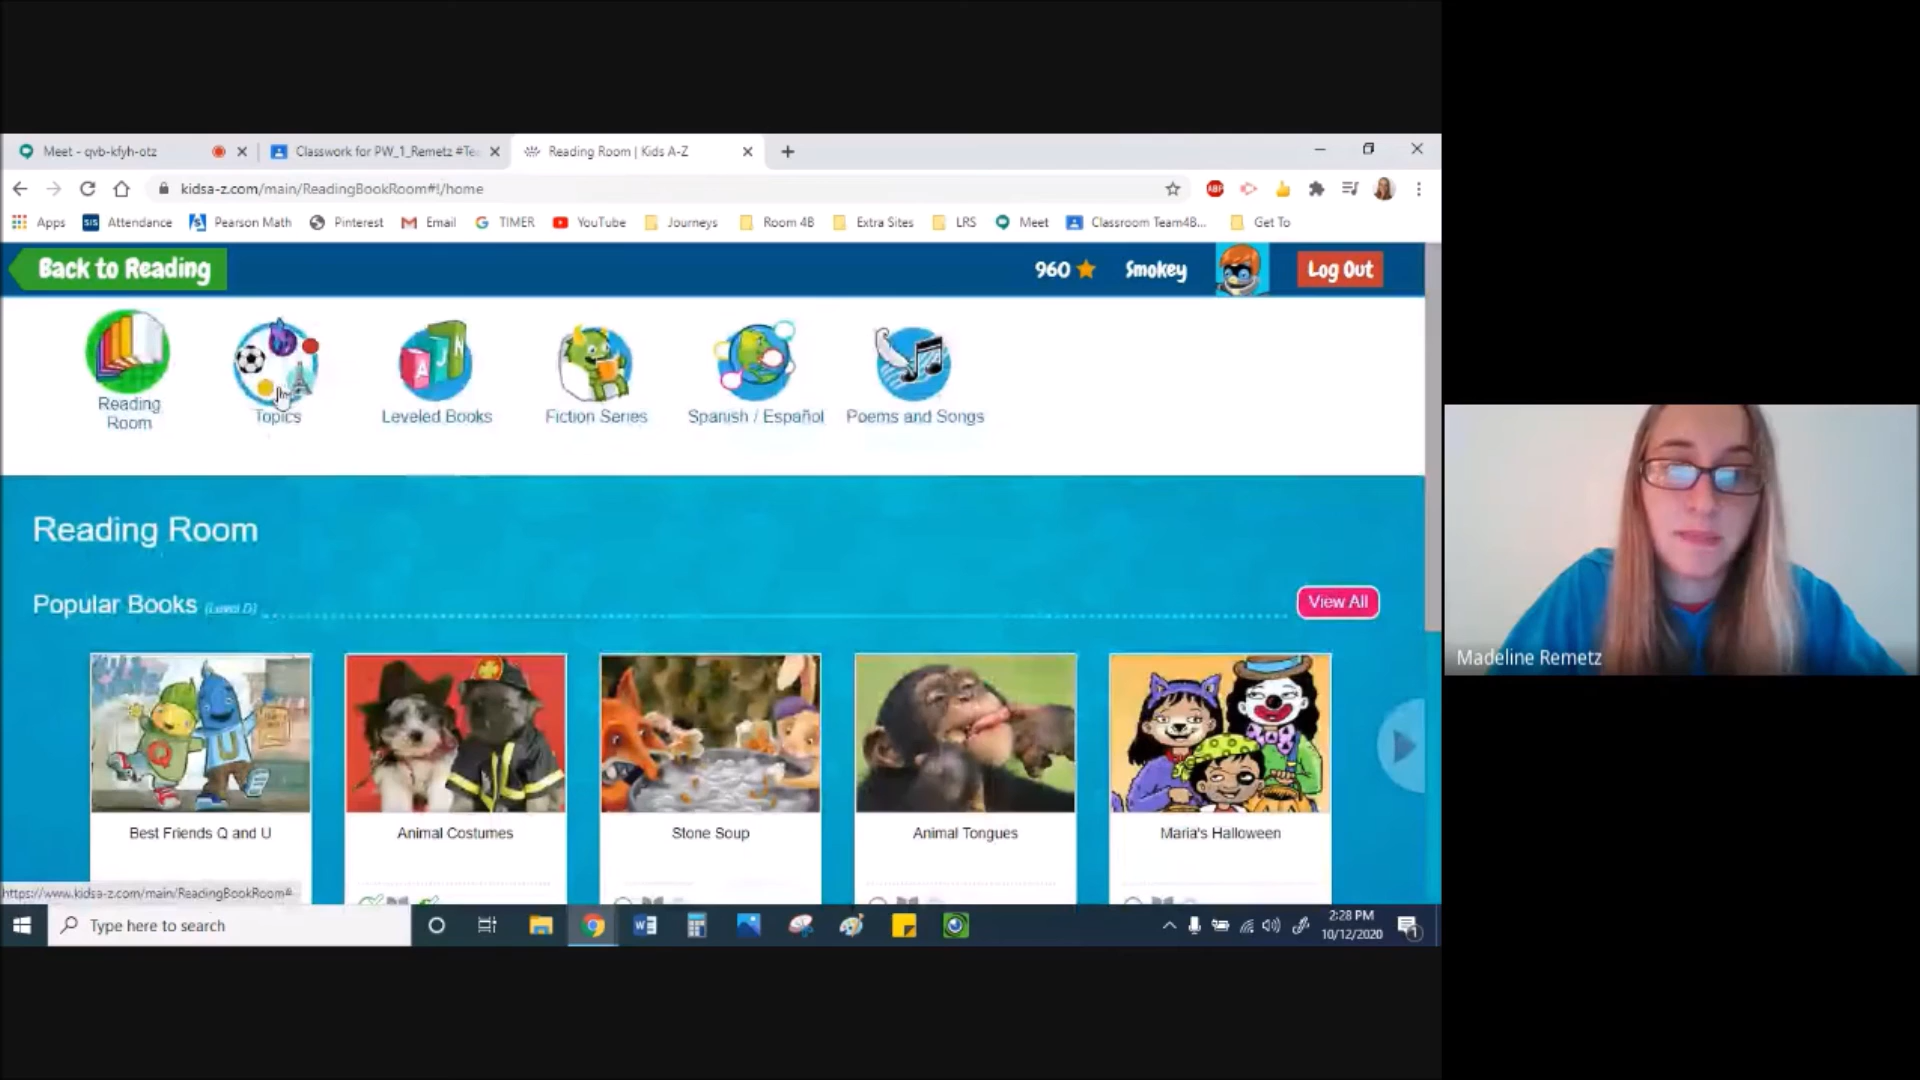 Meet - qvb-kfyh-otz
Classwork for PW_1_Remetz #Te
Reading Room | Kids A-Z
kidsa-z.com/main/ReadingBookRoom#!/home
ABP
Apps
SIS Attendance
Pearson Math
Pinterest
Email
TIMER
YouTube
Journeys
Room 4B
Extra Sites
LRS
Meet
Classroom Team4B...
Get To
Back to Reading
960
Smokey
Log Out
Reading Room
Topics
A J N
Leveled Books
Fiction Series
Spanish / Español
Poems and Songs
Reading Room
Popular Books (Level D)
View All
Q U
Best Friends Q and U
Animal Costumes
Stone Soup
Animal Tongues
Maria's Halloween
https://www.kidsa-z.com/main/ReadingBookRoom#
Type here to search
2:28 PM
10/12/2020
1
Madeline Remetz